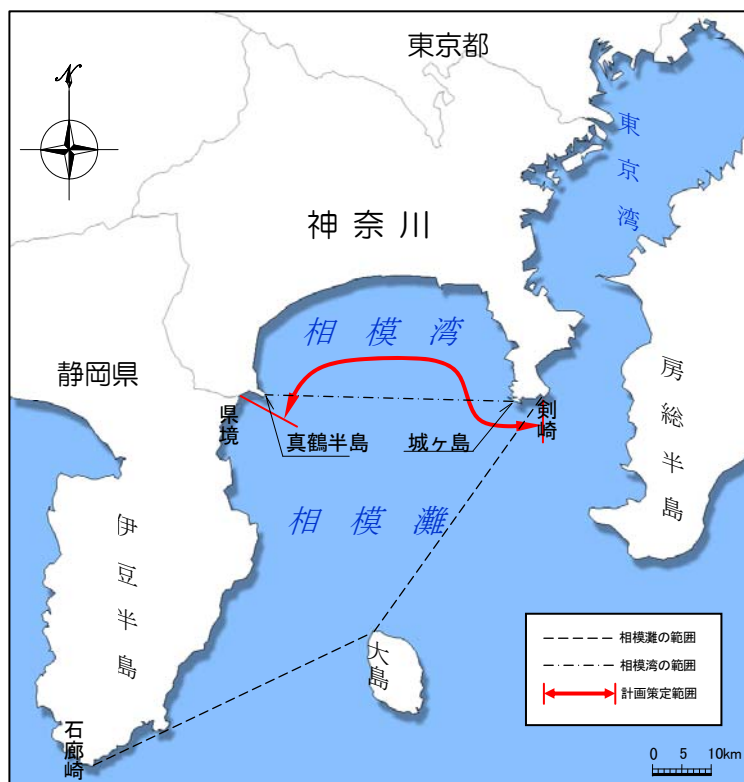 東京都
N
東京湾
神奈川
相模湾
静岡県
房総半島
県境
真鶴半島
城ヶ島
剣崎
相模灘
伊豆半島
大島
石廊崎
相模灘の範囲
相模湾の範囲
計画策定範囲
0 5 10km